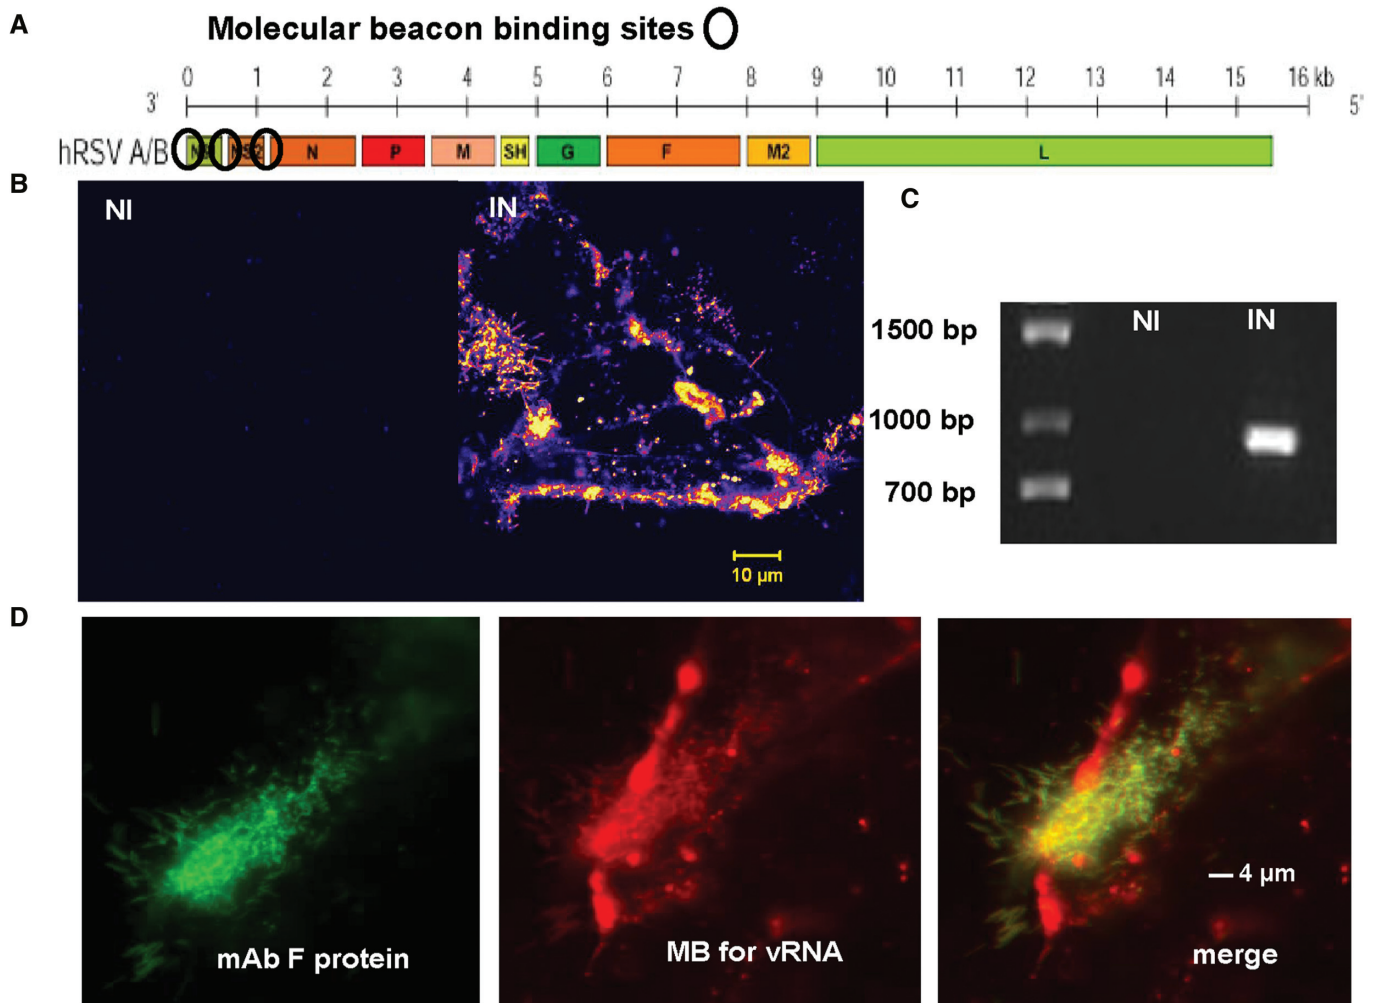 A
Molecular beacon binding sites
0 1 2 3 4 5 6 7 8 9 10 11 12 13 14 15 16 kb
3' 5'
hRSV A/B NS2 N P M SH G F M2 L
B
NI IN
10 µm
C
NI IN
1500 bp
1000 bp
700 bp
D
mAb F protein
MB for vRNA
4 µm
merge